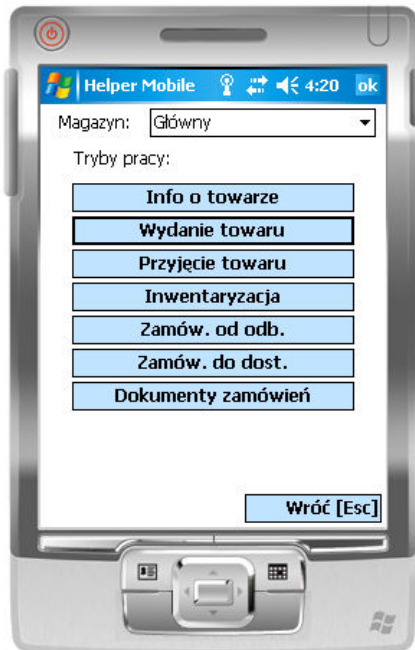 Helper Mobile 4:20 ok
Magazyn: Główny
Tryby pracy:
Info o towarze
Wydanie towaru
Przyjęcie towaru
Inwentaryzacja
Zamów. od odb.
Zamów. do dost.
Dokumenty zamówień
Wróć [Esc]